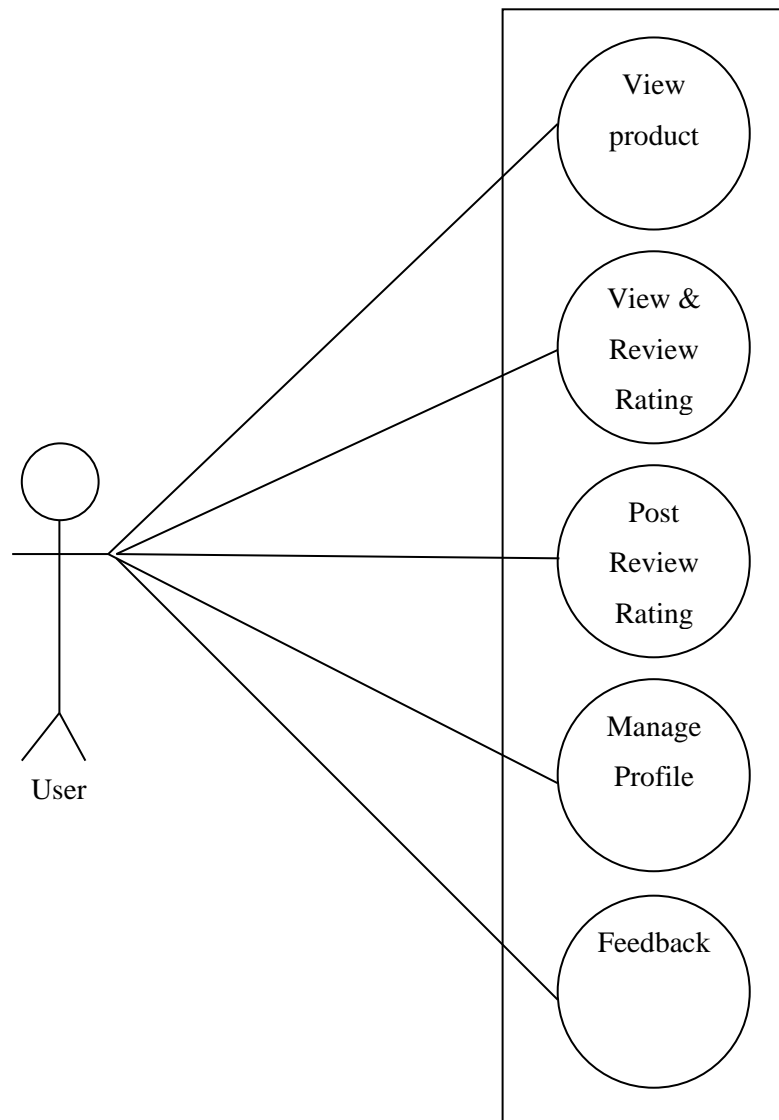 View
product
View &
Review
Rating
Post
Review
Rating
Manage
Profile
User
Feedback